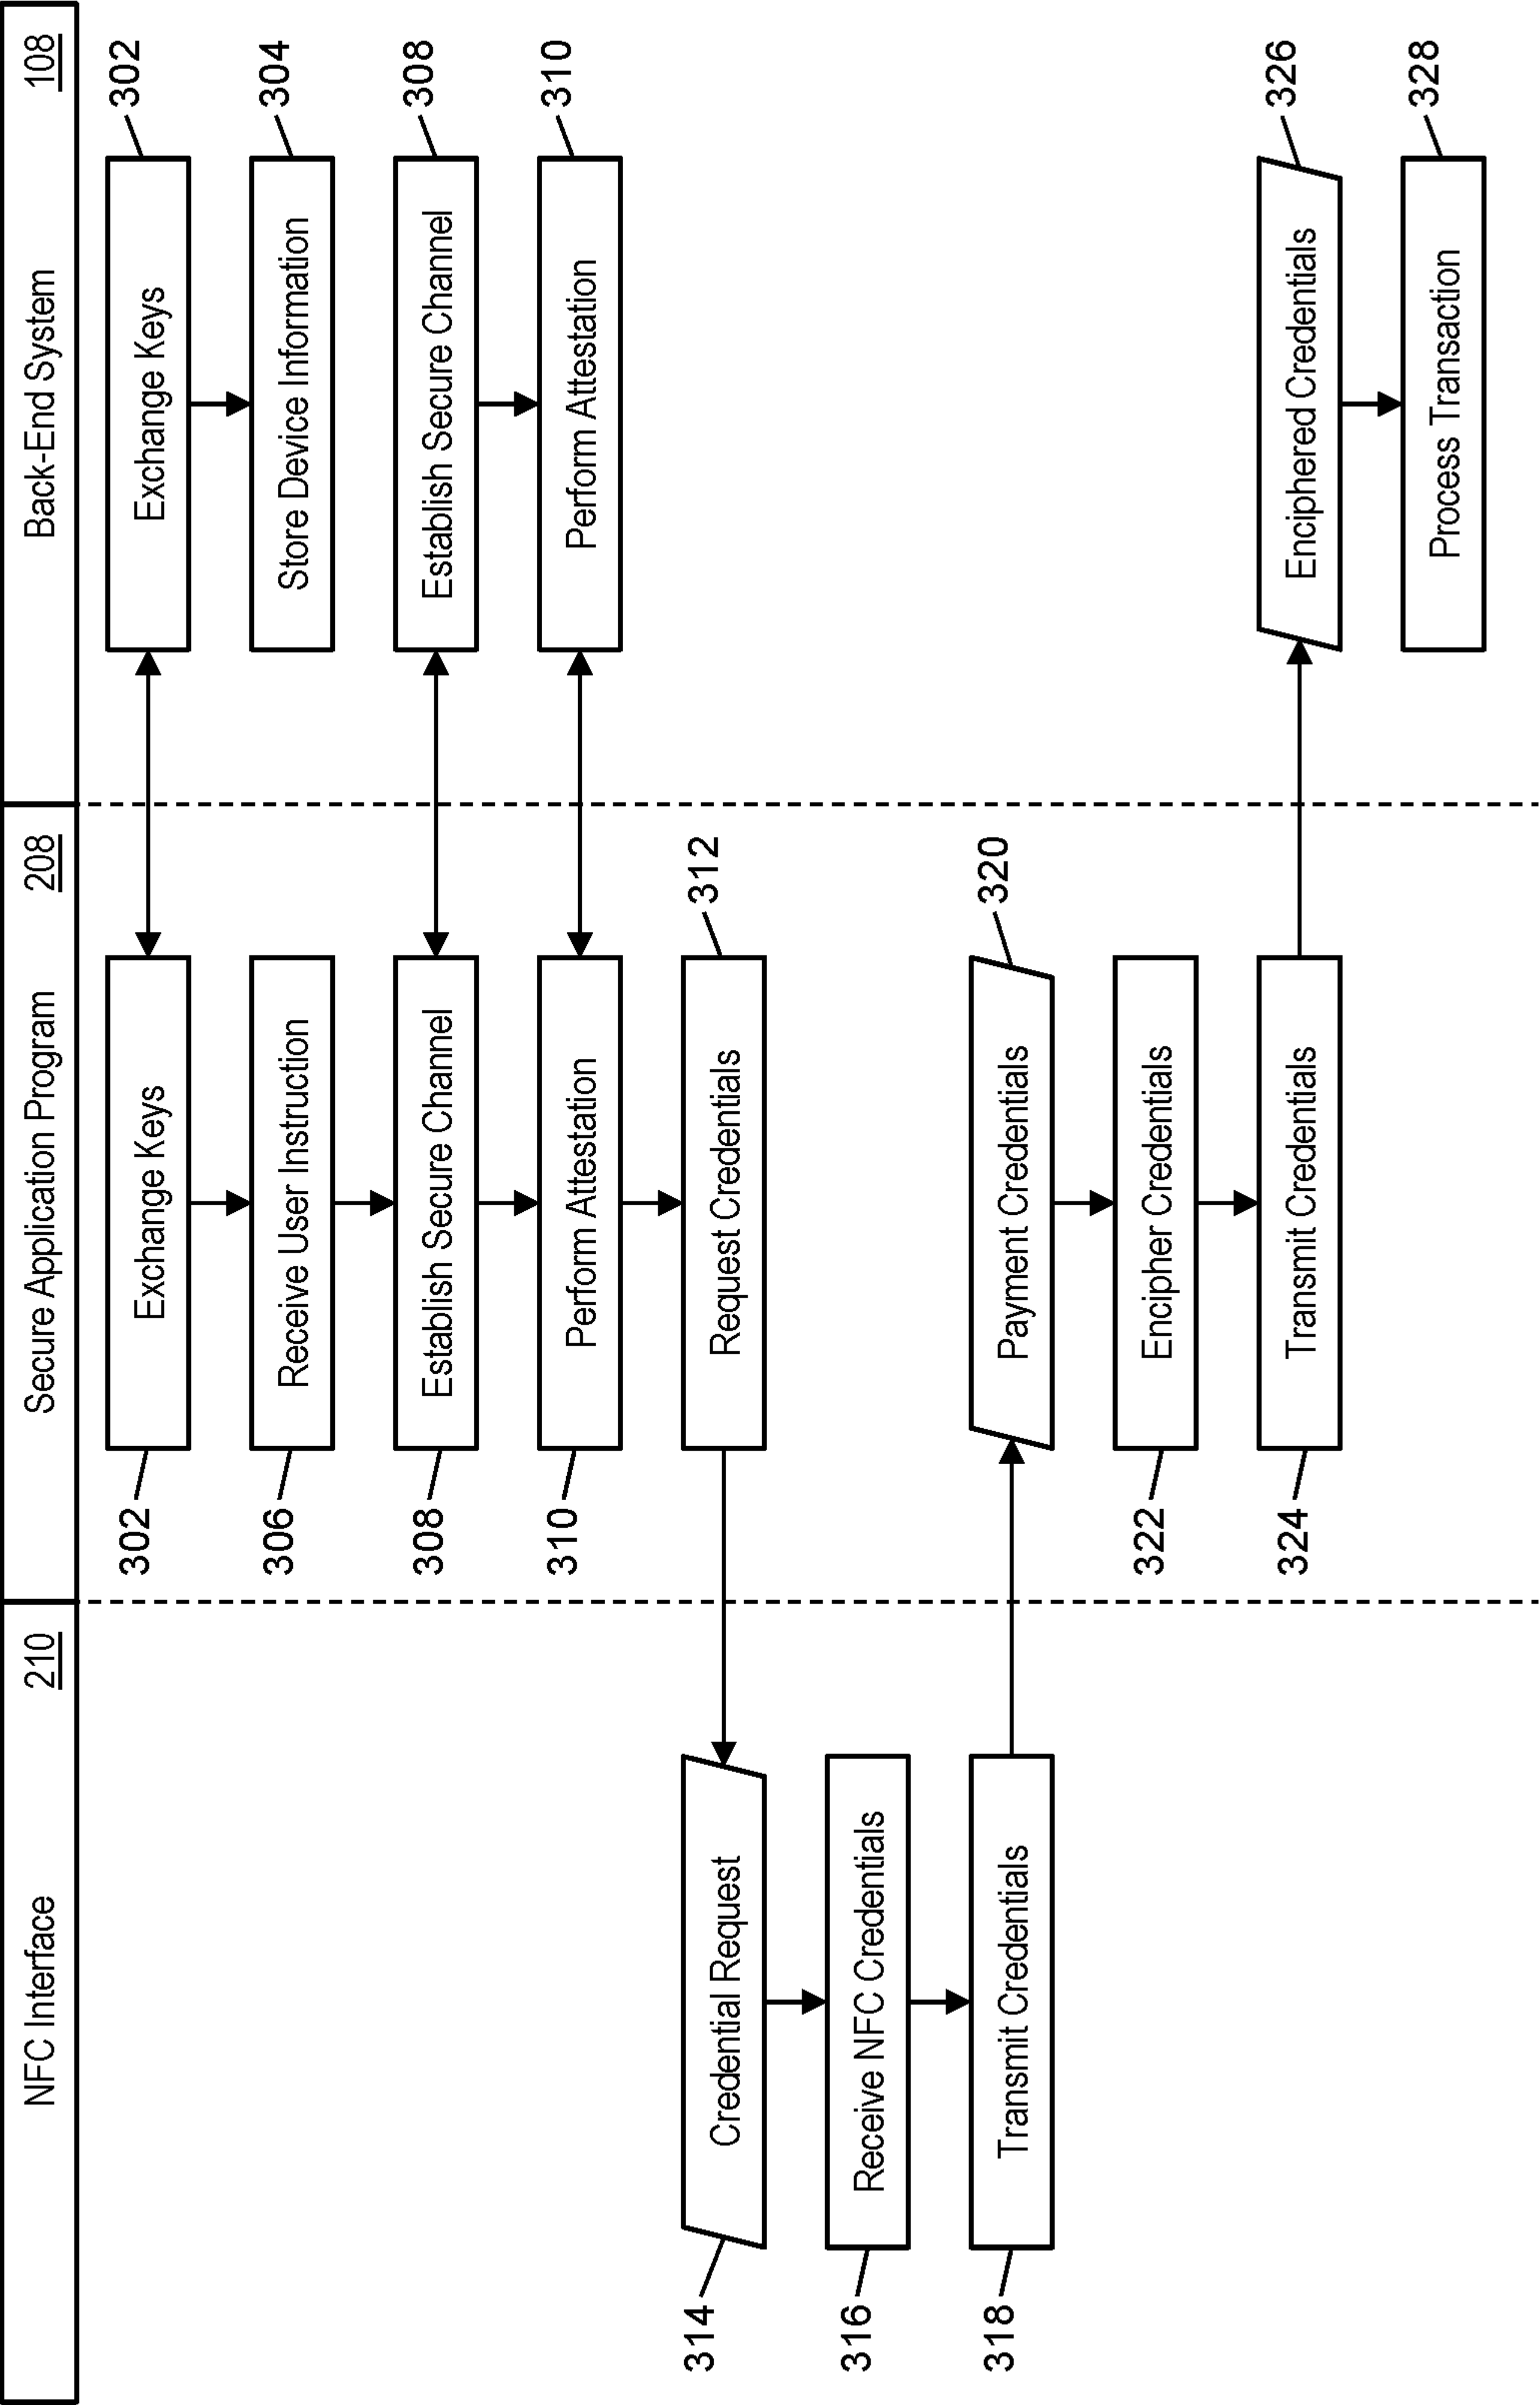 NFC Interface 210
Secure Application Program 208
Back-End System 108
302
Exchange Keys
Exchange Keys
302
306
Receive User Instruction
Store Device Information
304
308
Establish Secure Channel
Establish Secure Channel
308
310
Perform Attestation
Perform Attestation
310
314
Credential Request
Request Credentials
312
316
Receive NFC Credentials
318
Transmit Credentials
Payment Credentials
320
322
Encipher Credentials
324
Transmit Credentials
Enciphered Credentials
326
Process Transaction
328